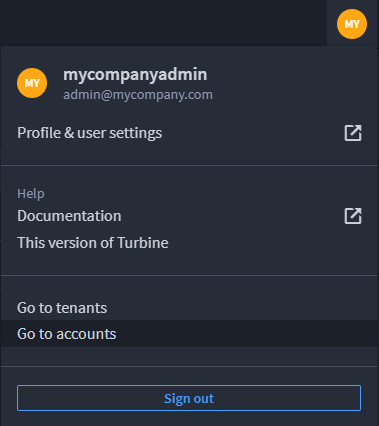 MY
MY
mycompanyadmin
admin@mycompany.com
Profile & user settings
Help
Documentation
This version of Turbine
Go to tenants
Go to accounts
Sign out